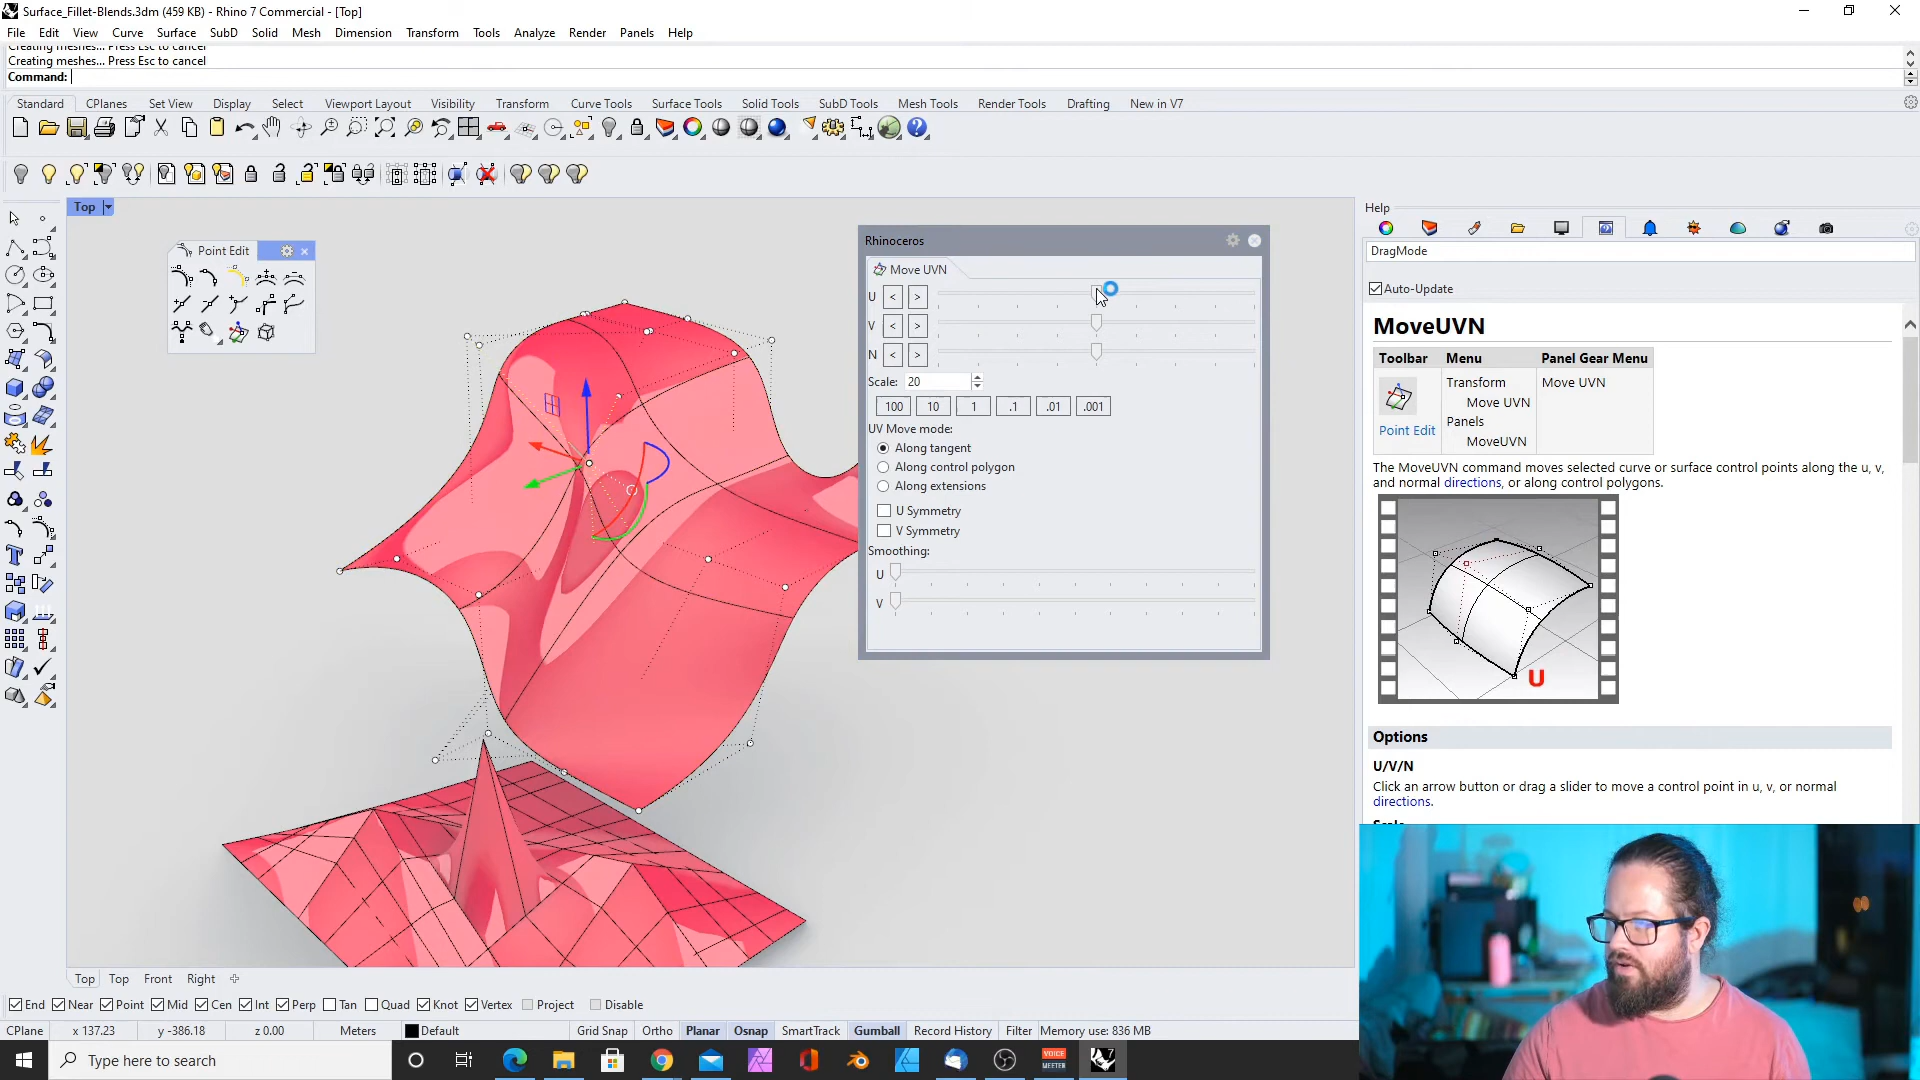 Surface_Fillet-Blends.3dm (459 KB) - Rhino 7 Commercial - [Top]
File Edit View Curve Surface SubD Solid Mesh Dimension Transform Tools Analyze Render Panels Help
Creating meshes... Press Esc to cancel
Creating meshes... Press Esc to cancel
Command:
Standard CPlanes Set View Display Select Viewport Layout Visibility Transform Curve Tools Surface Tools Solid Tools SubD Tools Mesh Tools Render Tools Drafting New in V7
Top
Point Edit
Rhinoceros
Move UVN
U < >
V < >
N < >
Scale: 20
100 10 1 .1 .01 .001
UV Move mode:
Along tangent
Along control polygon
Along extensions
U Symmetry
V Symmetry
Smoothing:
U
V
Help
DragMode
Auto-Update
MoveUVN
Toolbar Menu Panel Gear Menu
Point Edit
Transform
Move UVN
Panels
MoveUVN
Move UVN
The MoveUVN command moves selected curve or surface control points along the u, v,
and normal directions, or along control polygons.
U
Options
U/V/N
Click an arrow button or drag a slider to move a control point in u, v, or normal
directions.
Top Top Front Right
End Near Point Mid Cen Int Perp Tan Quad Knot Vertex Project Disable
CPlane x 137.23 y -386.18 z 0.00 Meters Default Grid Snap Ortho Planar Osnap SmartTrack Gumball Record History Filter Memory use: 836 MB
Type here to search
VOICE
MEETER
7